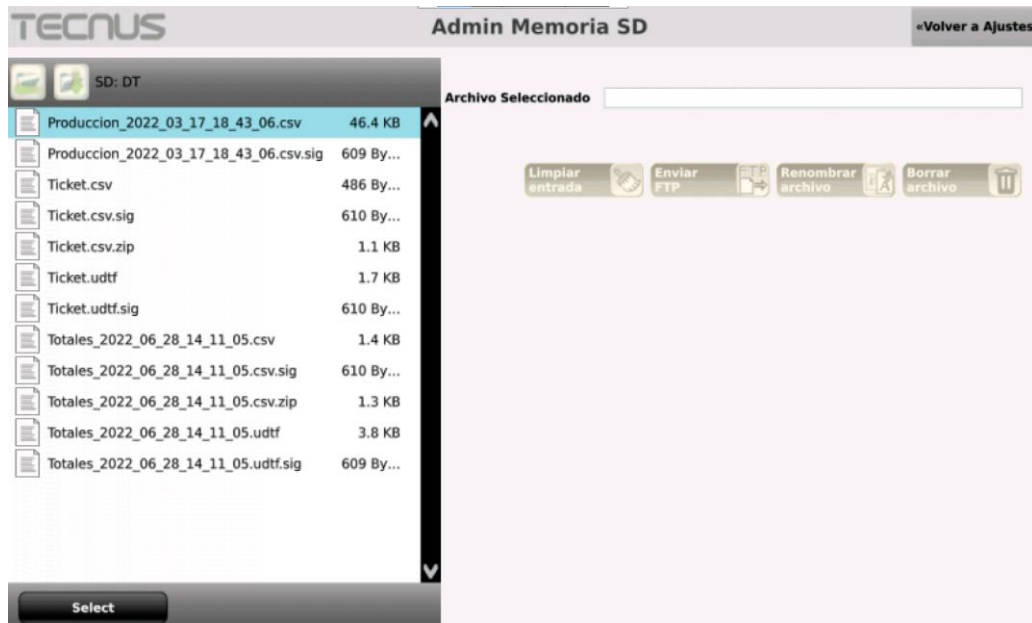 TECNUS
Admin Memoria SD
«Volver a Ajustes
SD: DT
Archivo Seleccionado
Produccion_2022_03_17_18_43_06.csv 46.4 KB
Produccion_2022_03_17_18_43_06.csv.sig 609 By...
Ticket.csv 486 By...
Ticket.csv.sig 610 By...
Ticket.csv.zip 1.1 KB
Ticket.udtf 1.7 KB
Ticket.udtf.sig 610 By...
Totales_2022_06_28_14_11_05.csv 1.4 KB
Totales_2022_06_28_14_11_05.csv.sig 610 By...
Totales_2022_06_28_14_11_05.csv.zip 1.3 KB
Totales_2022_06_28_14_11_05.udtf 3.8 KB
Totales_2022_06_28_14_11_05.udtf.sig 609 By...
Select
Limpiar
entrada
Enviar
FTP
FTP
Renombrar
archivo
Borrar
archivo